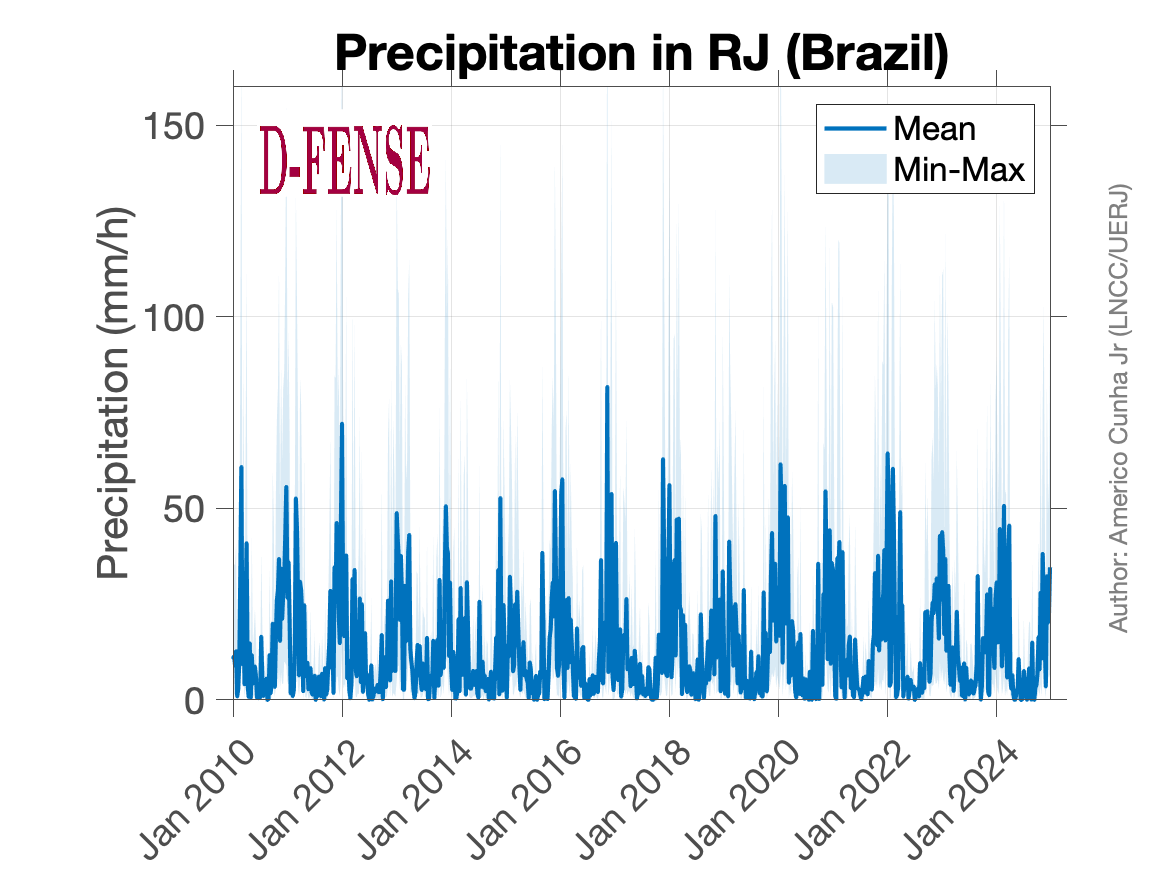 Precipitation in RJ (Brazil)
D-FENSE
Mean
Min-Max
Precipitation (mm/h)
150
100
50
0
Jan 2010
Jan 2012
Jan 2014
Jan 2016
Jan 2018
Jan 2020
Jan 2022
Jan 2024
Author: Americo Cunha Jr (LNCC/UERJ)